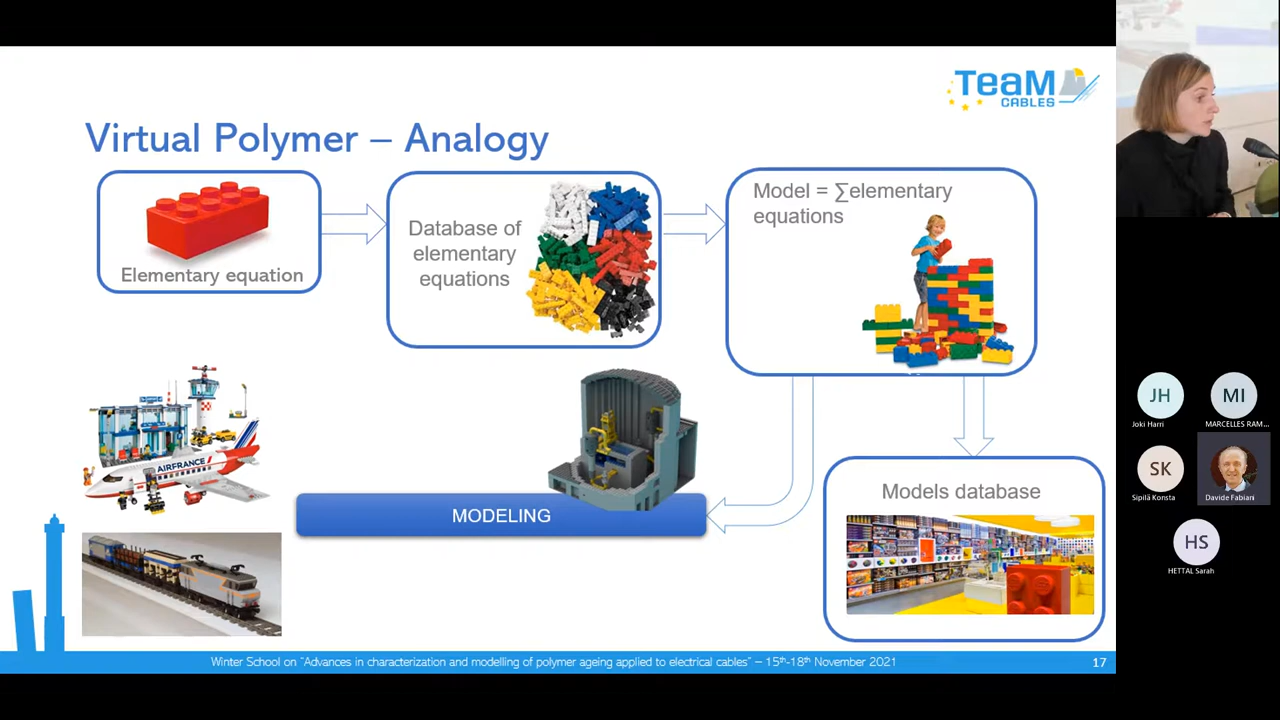 TeaM
CABLES
Virtual Polymer – Analogy
Elementary equation
Database of
elementary
equations
Model = ∑elementary
equations
AIRFRANCE
MODELING
Models database
JH
Joki Harri
MI
MARCELLES RAM...
SK
Sipilä Konsta
Davide Fabiani
HS
HETTAL Sarah
Winter School on "Advances in characterization and modelling of polymer ageing applied to electrical cables" – 15th-18th November 2021
17